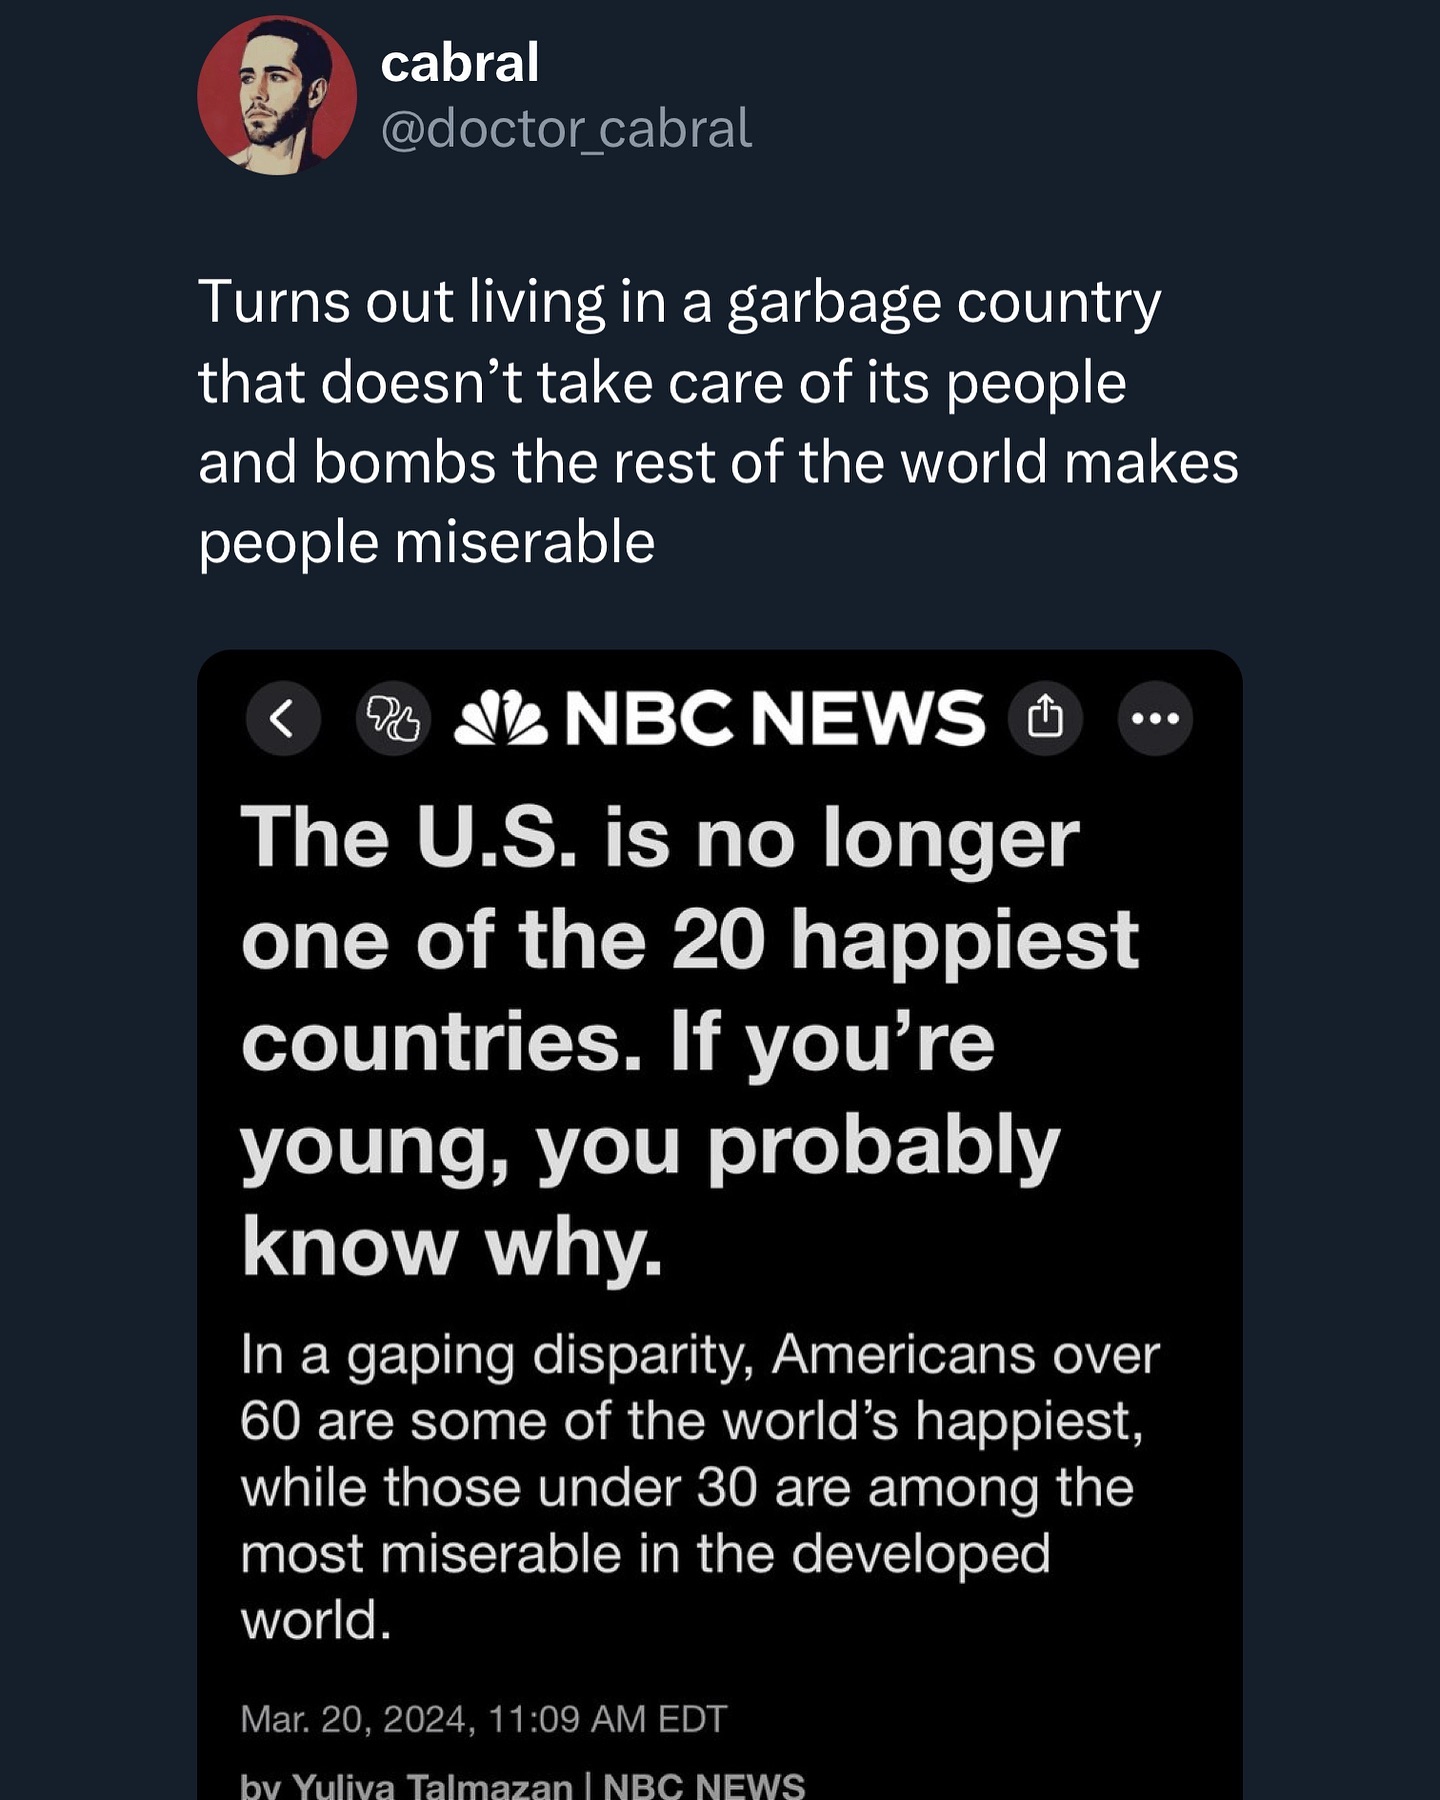 cabral
@doctor_cabral
Turns out living in a garbage country
that doesn’t take care of its people
and bombs the rest of the world makes
people miserable
NBC NEWS
The U.S. is no longer
one of the 20 happiest
countries. If you’re
young, you probably
know why.
In a gaping disparity, Americans over
60 are some of the world’s happiest,
while those under 30 are among the
most miserable in the developed
world.
Mar. 20, 2024, 11:09 AM EDT
by Yuliya Talmazan | NBC NEWS